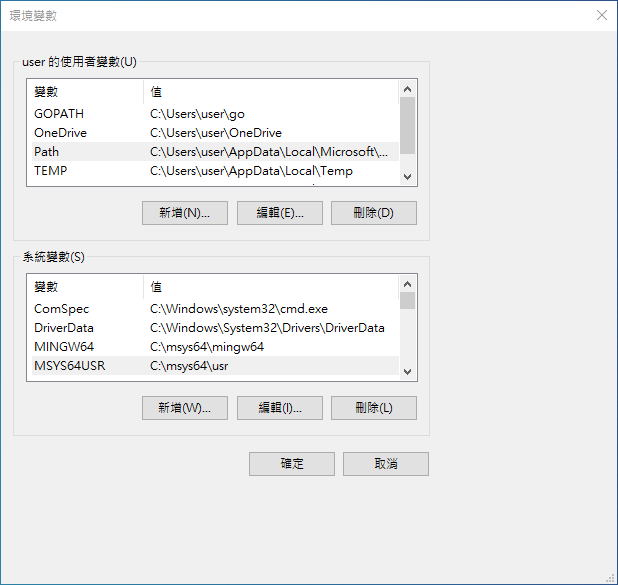 環境變數
user 的使用者變數(U)
變數 值
GOPATH C:\Users\user\go
OneDrive C:\Users\user\OneDrive
Path C:\Users\user\AppData\Local\Microsoft\...
TEMP C:\Users\user\AppData\Local\Temp
新增(N)... 編輯(E)... 刪除(D)
系統變數(S)
變數 值
ComSpec C:\Windows\system32\cmd.exe
DriverData C:\Windows\System32\Drivers\DriverData
MINGW64 C:\msys64\mingw64
MSYS64USR C:\msys64\usr
新增(W)... 編輯(I)... 刪除(L)
確定 取消